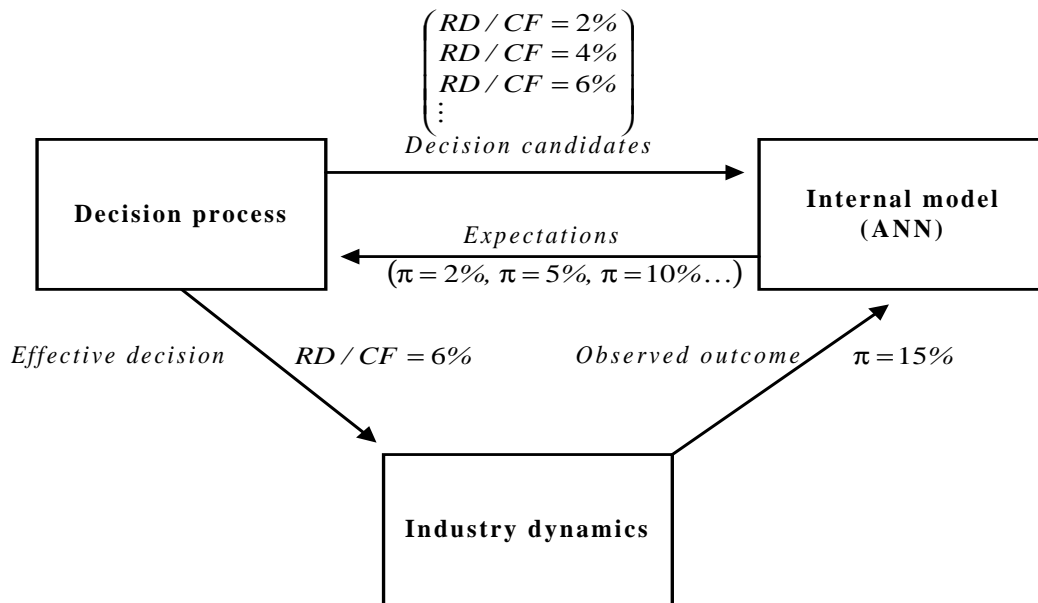 RD / CF = 2%
RD / CF = 4%
RD / CF = 6%
⋮
Decision candidates
Decision process
Internal model
(ANN)
Expectations
(π = 2%, π = 5%, π = 10%…)
Effective decision
RD / CF = 6%
Observed outcome
π = 15%
Industry dynamics